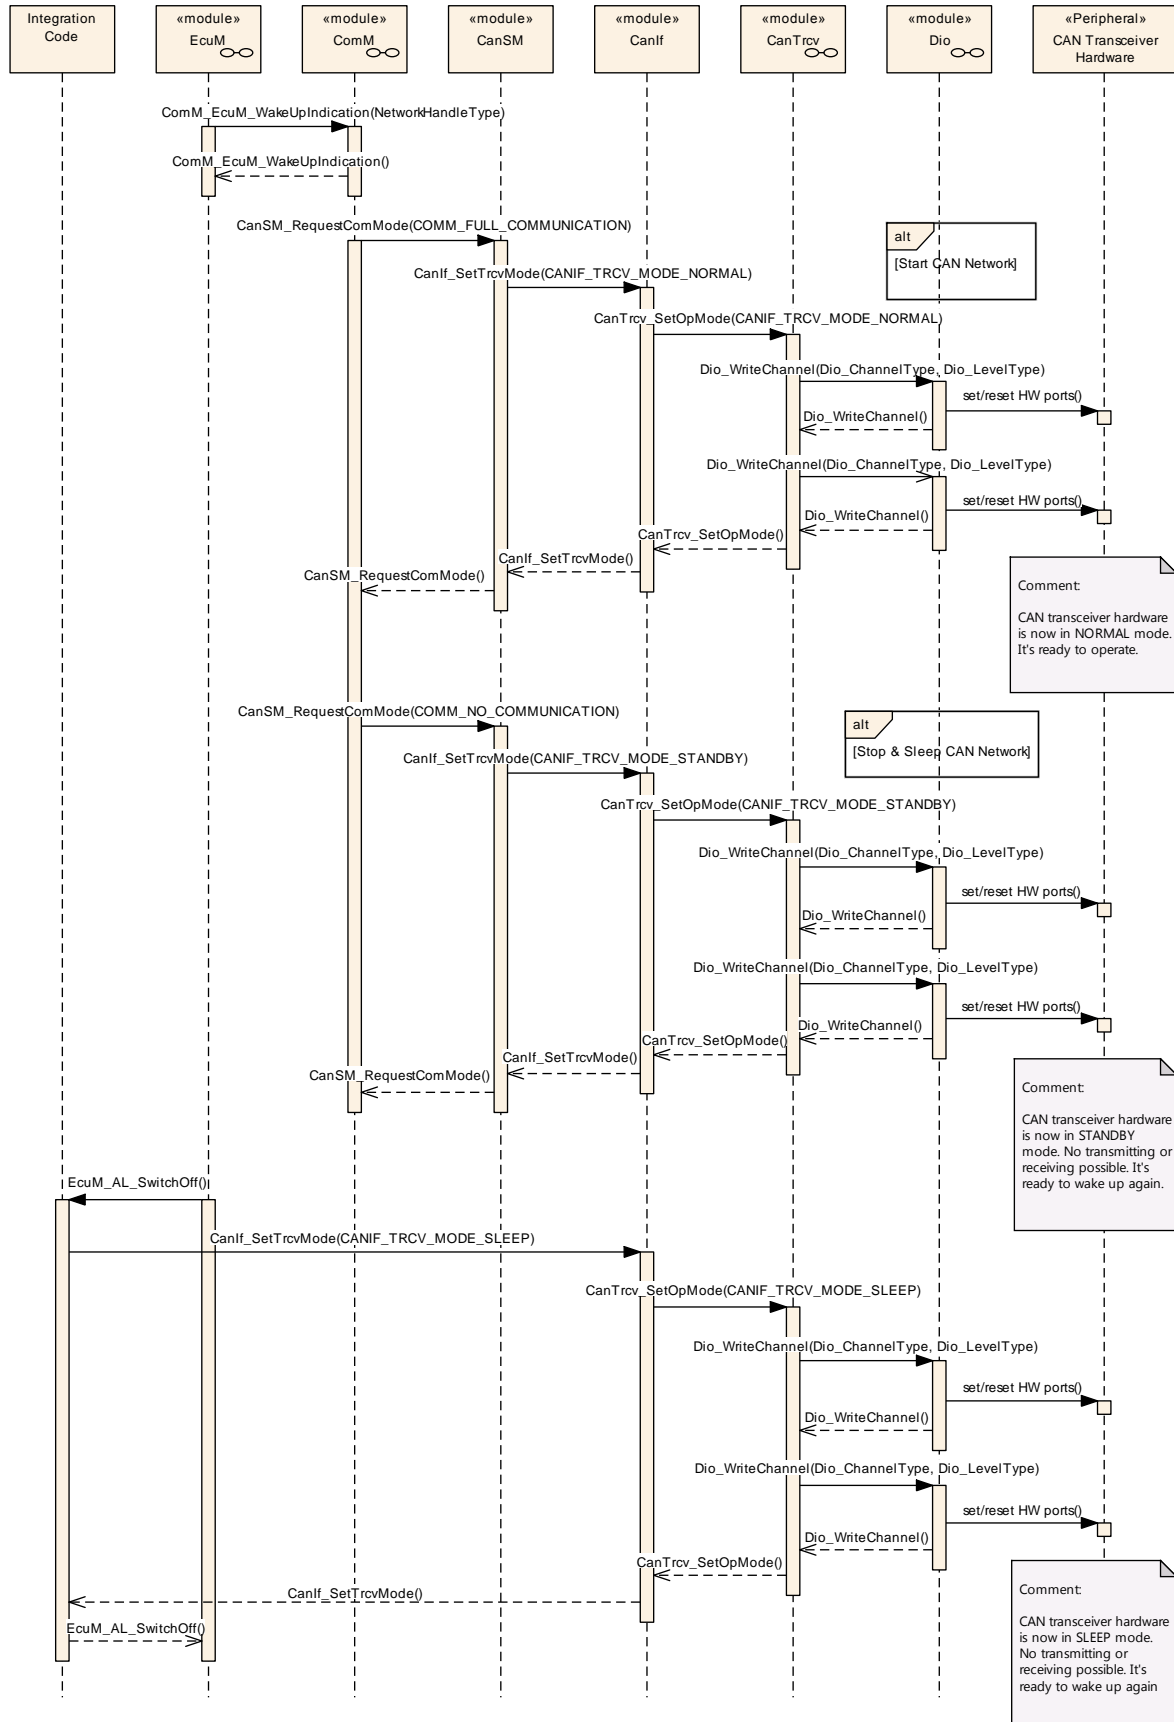 Integration
Code
«module»
EcuM
«module»
ComM
«module»
CanSM
«module»
CanIf
«module»
CanTrcv
«module»
Dio
«Peripheral»
CAN Transceiver
Hardware
ComM_EcuM_WakeUpIndication(NetworkHandleType)
ComM_EcuM_WakeUpIndication()
CanSM_RequestComMode(COMM_FULL_COMMUNICATION)
alt
[Start CAN Network]
CanIf_SetTrcvMode(CANIF_TRCV_MODE_NORMAL)
CanTrcv_SetOpMode(CANIF_TRCV_MODE_NORMAL)
Dio_WriteChannel(Dio_ChannelType, Dio_LevelType)
set/reset HW ports()
Dio_WriteChannel()
Dio_WriteChannel(Dio_ChannelType, Dio_LevelType)
set/reset HW ports()
Dio_WriteChannel()
CanTrcv_SetOpMode()
CanIf_SetTrcvMode()
CanSM_RequestComMode()
Comment:
CAN transceiver hardware
is now in NORMAL mode.
It's ready to operate.
CanSM_RequestComMode(COMM_NO_COMMUNICATION)
alt
[Stop & Sleep CAN Network]
CanIf_SetTrcvMode(CANIF_TRCV_MODE_STANDBY)
CanTrcv_SetOpMode(CANIF_TRCV_MODE_STANDBY)
Dio_WriteChannel(Dio_ChannelType, Dio_LevelType)
set/reset HW ports()
Dio_WriteChannel()
Dio_WriteChannel(Dio_ChannelType, Dio_LevelType)
set/reset HW ports()
Dio_WriteChannel()
CanTrcv_SetOpMode()
CanIf_SetTrcvMode()
CanSM_RequestComMode()
Comment:
CAN transceiver hardware
is now in STANDBY
mode. No transmitting or
receiving possible. It's
ready to wake up again.
EcuM_AL_SwitchOff()
CanIf_SetTrcvMode(CANIF_TRCV_MODE_SLEEP)
CanTrcv_SetOpMode(CANIF_TRCV_MODE_SLEEP)
Dio_WriteChannel(Dio_ChannelType, Dio_LevelType)
set/reset HW ports()
Dio_WriteChannel()
Dio_WriteChannel(Dio_ChannelType, Dio_LevelType)
set/reset HW ports()
Dio_WriteChannel()
CanTrcv_SetOpMode()
CanIf_SetTrcvMode()
EcuM_AL_SwitchOff()
Comment:
CAN transceiver hardware
is now in SLEEP mode.
No transmitting or
receiving possible. It's
ready to wake up again